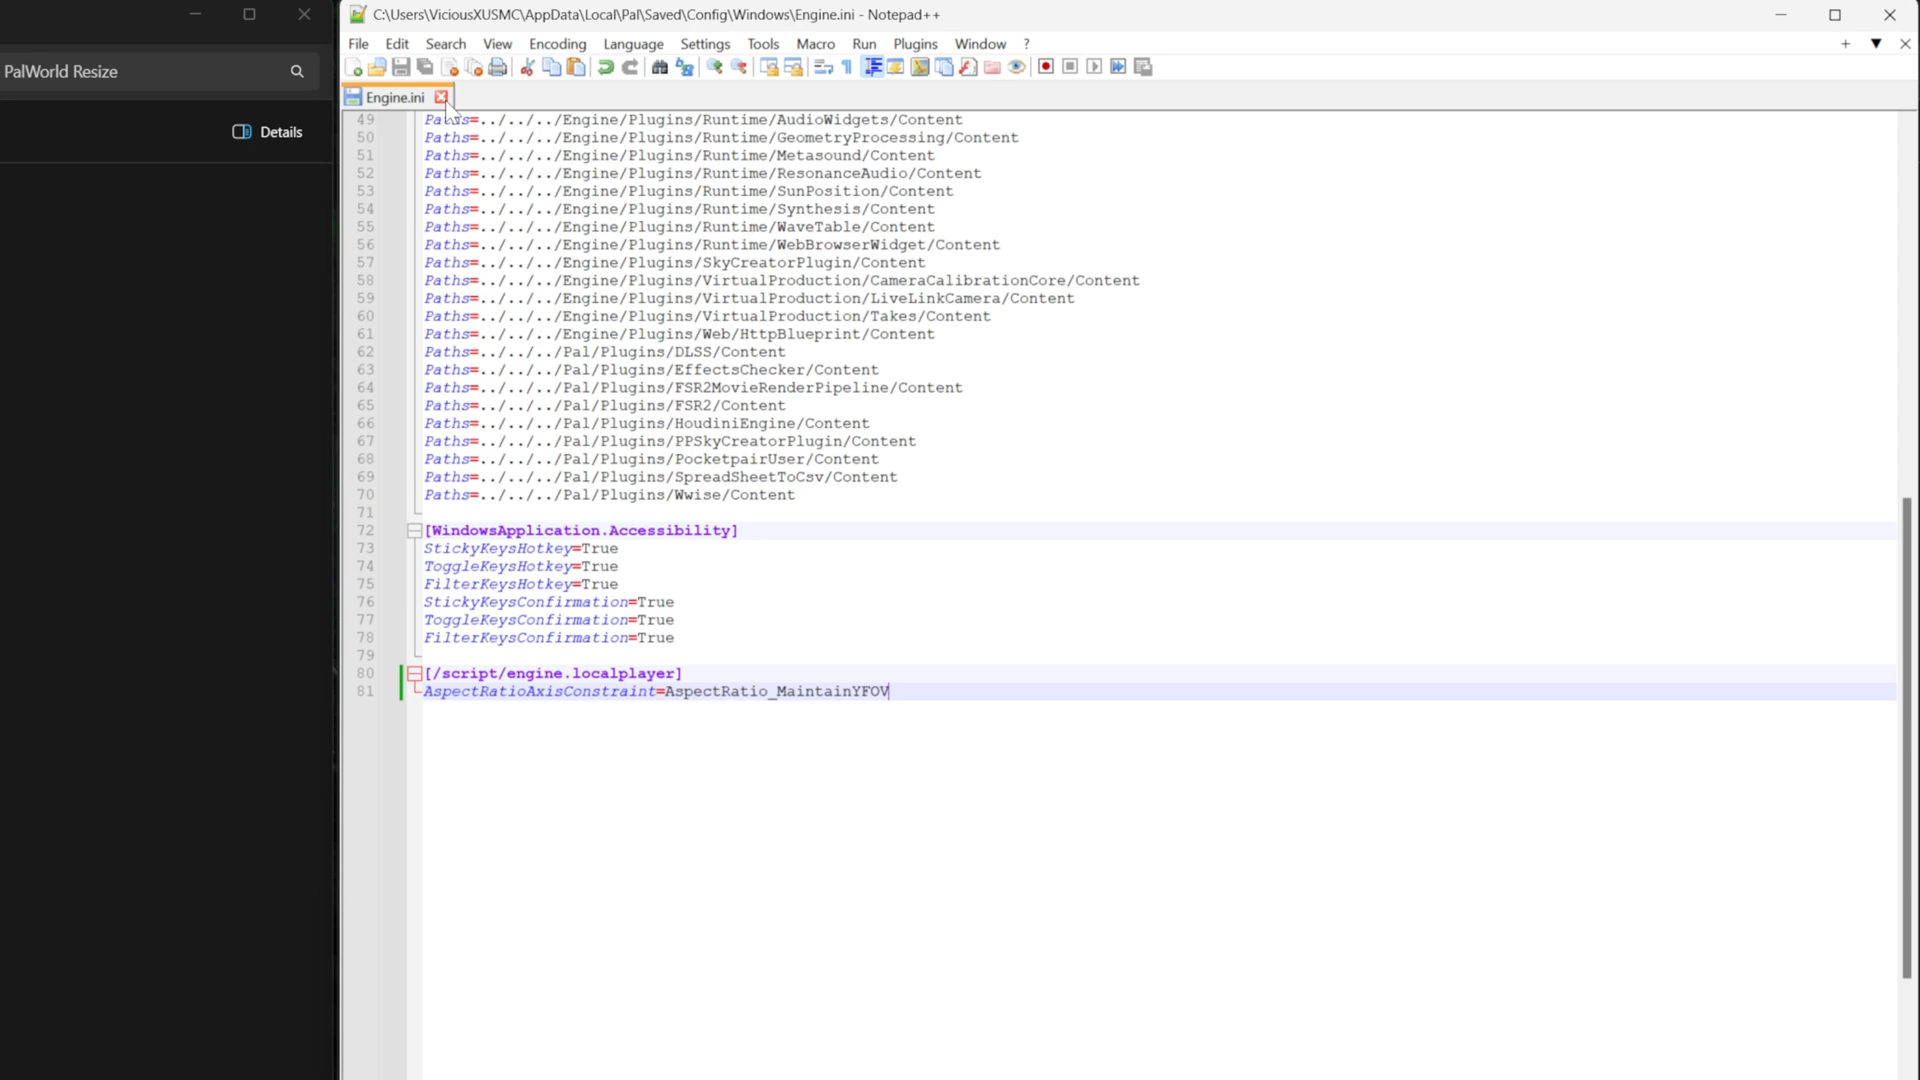 PalWorld Resize
Details
C:\Users\ViciousXUSMC\AppData\Local\Pal\Saved\Config\Windows\Engine.ini - Notepad++
File Edit Search View Encoding Language Settings Tools Macro Run Plugins Window ?
Engine.ini
49 Paths=../../../Engine/Plugins/Runtime/AudioWidgets/Content
50 Paths=../../../Engine/Plugins/Runtime/GeometryProcessing/Content
51 Paths=../../../Engine/Plugins/Runtime/Metasound/Content
52 Paths=../../../Engine/Plugins/Runtime/ResonanceAudio/Content
53 Paths=../../../Engine/Plugins/Runtime/SunPosition/Content
54 Paths=../../../Engine/Plugins/Runtime/Synthesis/Content
55 Paths=../../../Engine/Plugins/Runtime/WaveTable/Content
56 Paths=../../../Engine/Plugins/Runtime/WebBrowserWidget/Content
57 Paths=../../../Engine/Plugins/SkyCreatorPlugin/Content
58 Paths=../../../Engine/Plugins/VirtualProduction/CameraCalibrationCore/Content
59 Paths=../../../Engine/Plugins/VirtualProduction/LiveLinkCamera/Content
60 Paths=../../../Engine/Plugins/VirtualProduction/Takes/Content
61 Paths=../../../Engine/Plugins/Web/HttpBlueprint/Content
62 Paths=../../../Pal/Plugins/DLSS/Content
63 Paths=../../../Pal/Plugins/EffectsChecker/Content
64 Paths=../../../Pal/Plugins/FSR2MovieRenderPipeline/Content
65 Paths=../../../Pal/Plugins/FSR2/Content
66 Paths=../../../Pal/Plugins/HoudiniEngine/Content
67 Paths=../../../Pal/Plugins/PPSkyCreatorPlugin/Content
68 Paths=../../../Pal/Plugins/PocketpairUser/Content
69 Paths=../../../Pal/Plugins/SpreadSheetToCsv/Content
70 Paths=../../../Pal/Plugins/Wwise/Content
71
72 [WindowsApplication.Accessibility]
73 StickyKeysHotkey=True
74 ToggleKeysHotkey=True
75 FilterKeysHotkey=True
76 StickyKeysConfirmation=True
77 ToggleKeysConfirmation=True
78 FilterKeysConfirmation=True
79
80 [/script/engine.localplayer]
81 AspectRatioAxisConstraint=AspectRatio_MaintainYFOV